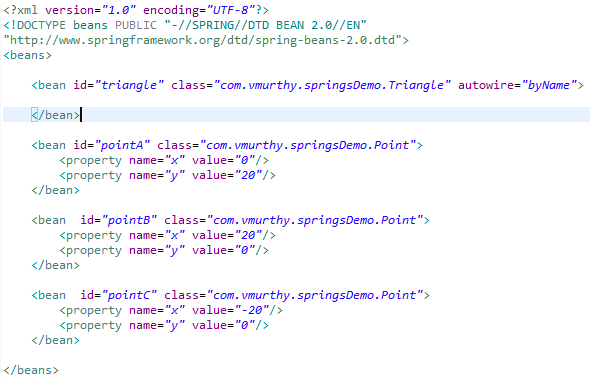 <?xml version="1.0" encoding="UTF-8"?>
<!DOCTYPE beans PUBLIC "-//SPRING//DTD BEAN 2.0//EN"
"http://www.springframework.org/dtd/spring-beans-2.0.dtd">
<beans>
<bean id="triangle" class="com.vmurthy.springsDemo.Triangle" autowire="byName">
</bean>
<bean id="pointA" class="com.vmurthy.springsDemo.Point">
<property name="x" value="0"/>
<property name="y" value="20"/>
</bean>
<bean  id="pointB" class="com.vmurthy.springsDemo.Point">
<property name="x" value="20"/>
<property name="y" value="0"/>
</bean>
<bean  id="pointC" class="com.vmurthy.springsDemo.Point">
<property name="x" value="-20"/>
<property name="y" value="0"/>
</bean>
</beans>